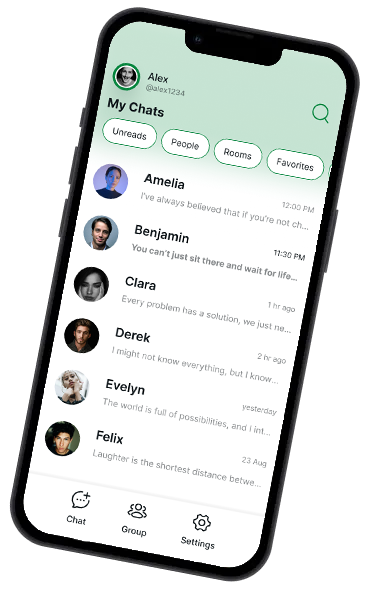 Alex
@alex1234
My Chats
Unreads People Rooms Favorites
Amelia 12:00 PM
I've always believed that if you're not ch...
Benjamin 11:30 PM
You can't just sit there and wait for life...
Clara 1 hr ago
Every problem has a solution, we just ne...
Derek 2 hr ago
I might not know everything, but I know...
Evelyn yesterday
The world is full of possibilities, and I int...
Felix 23 Aug
Laughter is the shortest distance betwe...
Chat Group Settings